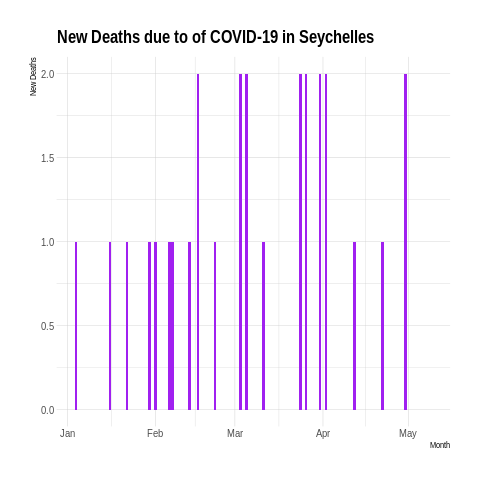 New Deaths due to of COVID-19 in Seychelles
New Deaths
2.0
1.5
1.0
0.5
0.0
Jan Feb Mar Apr May
Month